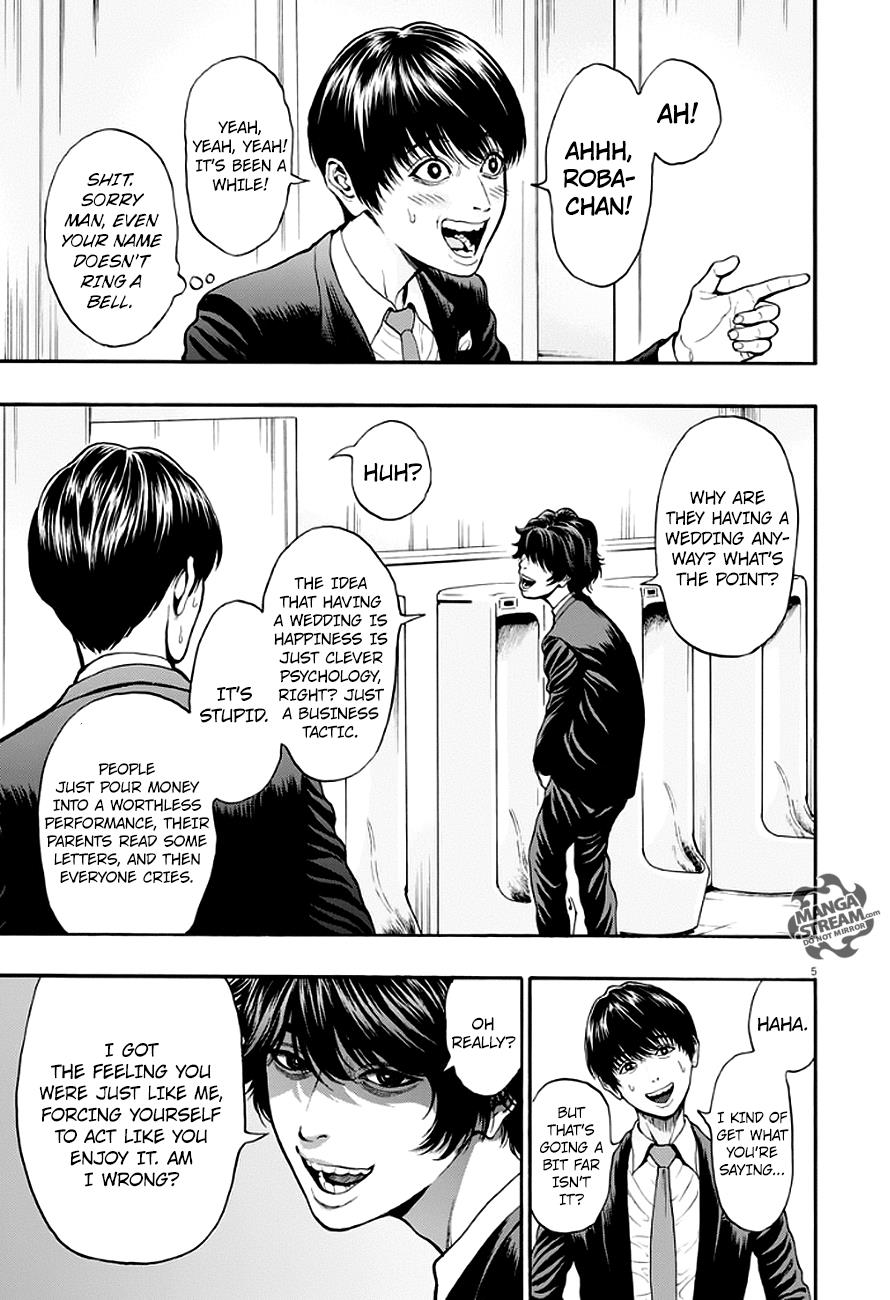 AH!
AHHH,
ROBA-
CHAN!
YEAH,
YEAH, YEAH!
IT'S BEEN A
WHILE!
SHIT.
SORRY
MAN, EVEN
YOUR NAME
DOESN'T
RING A
BELL.
WHY ARE
THEY HAVING A
WEDDING ANY-
WAY? WHAT'S
THE POINT?
HUH?
THE IDEA
THAT HAVING
A WEDDING IS
HAPPINESS IS
JUST CLEVER
PSYCHOLOGY,
RIGHT? JUST
A BUSINESS
TACTIC.
IT'S
STUPID.
PEOPLE
JUST POUR MONEY
INTO A WORTHLESS
PERFORMANCE, THEIR
PARENTS READ SOME
LETTERS, AND THEN
EVERYONE CRIES.
MANGA
STREAM.com
DO NOT MIRROR
5
HAHA.
I KIND OF
GET WHAT
YOU'RE
SAYING...
BUT
THAT'S
GOING A
BIT FAR
ISN'T
IT?
OH
REALLY?
I GOT
THE FEELING YOU
WERE JUST LIKE ME,
FORCING YOURSELF
TO ACT LIKE YOU
ENJOY IT. AM
I WRONG?